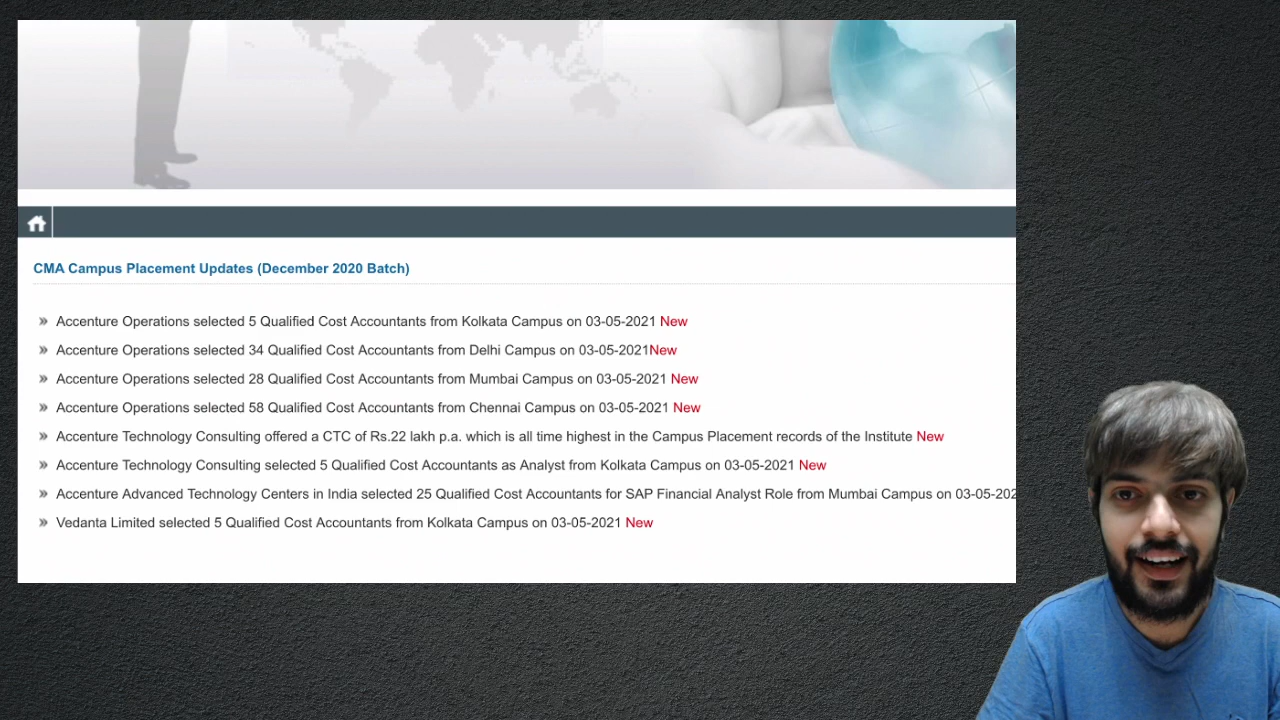 CMA Campus Placement Updates (December 2020 Batch)
Accenture Operations selected 5 Qualified Cost Accountants from Kolkata Campus on 03-05-2021 New
Accenture Operations selected 34 Qualified Cost Accountants from Delhi Campus on 03-05-2021New
Accenture Operations selected 28 Qualified Cost Accountants from Mumbai Campus on 03-05-2021 New
Accenture Operations selected 58 Qualified Cost Accountants from Chennai Campus on 03-05-2021 New
Accenture Technology Consulting offered a CTC of Rs.22 lakh p.a. which is all time highest in the Campus Placement records of the Institute New
Accenture Technology Consulting selected 5 Qualified Cost Accountants as Analyst from Kolkata Campus on 03-05-2021 New
Accenture Advanced Technology Centers in India selected 25 Qualified Cost Accountants for SAP Financial Analyst Role from Mumbai Campus on 03-05-202
Vedanta Limited selected 5 Qualified Cost Accountants from Kolkata Campus on 03-05-2021 New